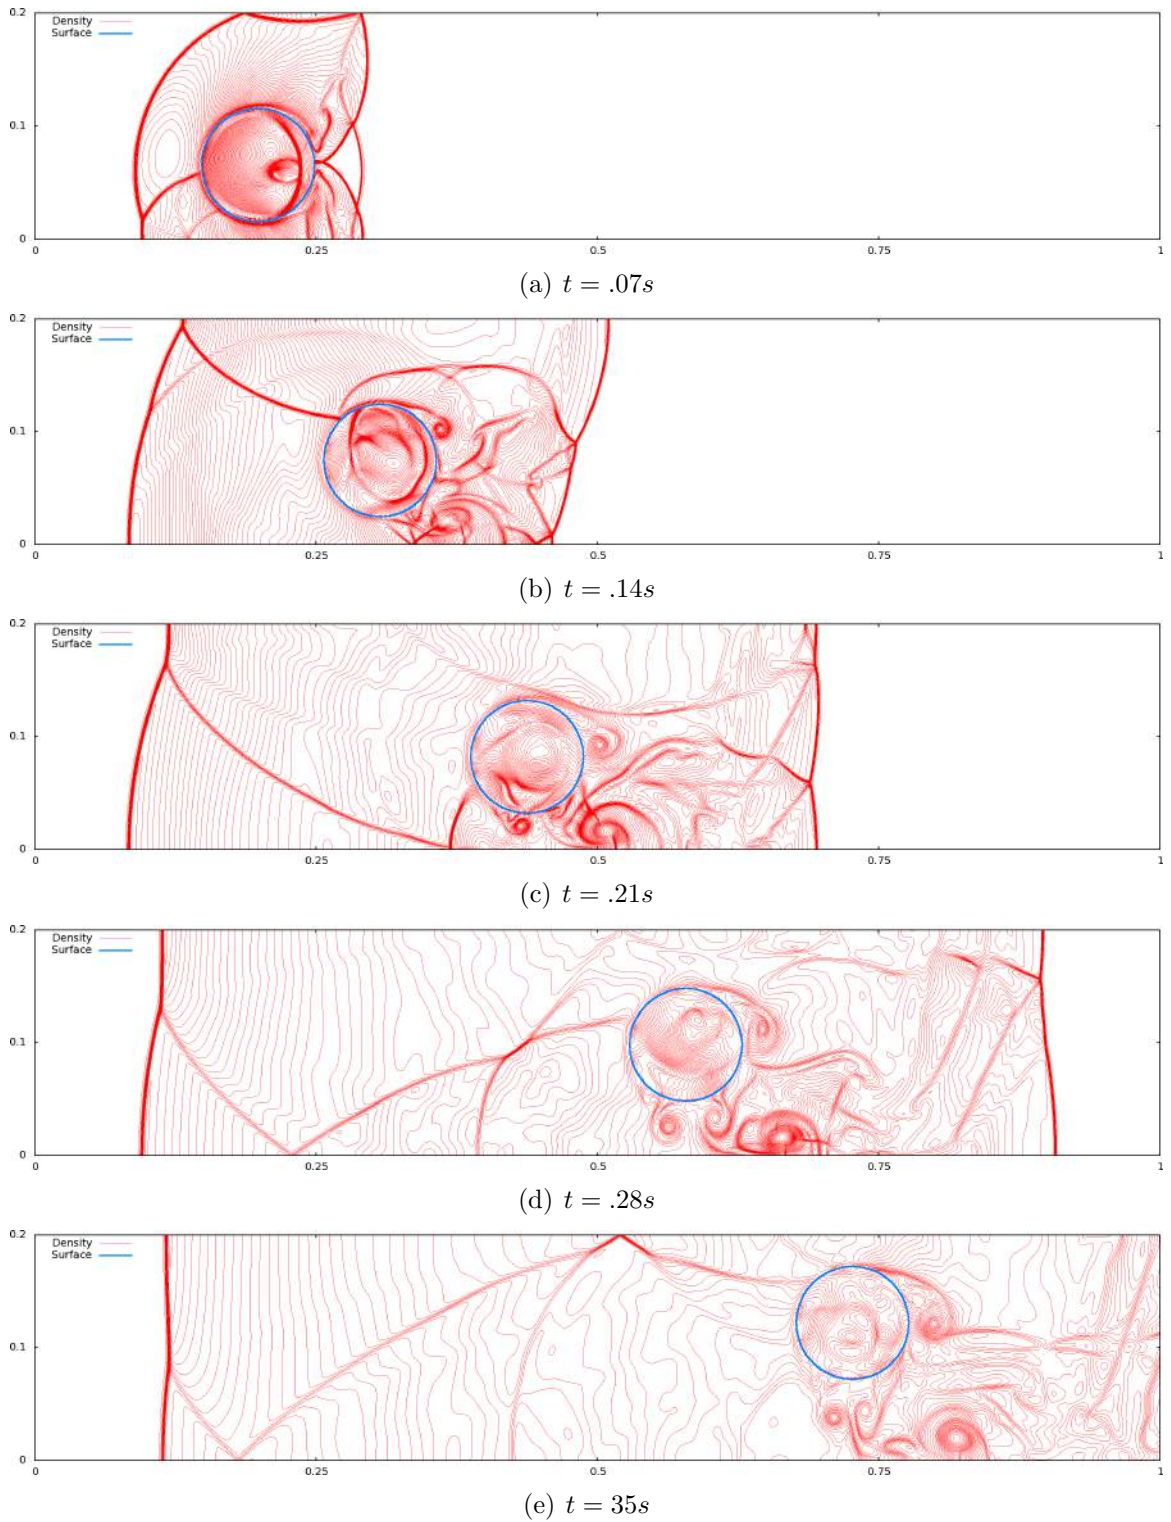 0.2
Density
Surface
0.1
0
0 0.25 0.5 0.75 1
(a) t = .07s
0.2
Density
Surface
0.1
0
0 0.25 0.5 0.75 1
(b) t = .14s
0.2
Density
Surface
0.1
0
0 0.25 0.5 0.75 1
(c) t = .21s
0.2
Density
Surface
0.1
0
0 0.25 0.5 0.75 1
(d) t = .28s
0.2
Density
Surface
0.1
0
0 0.25 0.5 0.75 1
(e) t = 35s